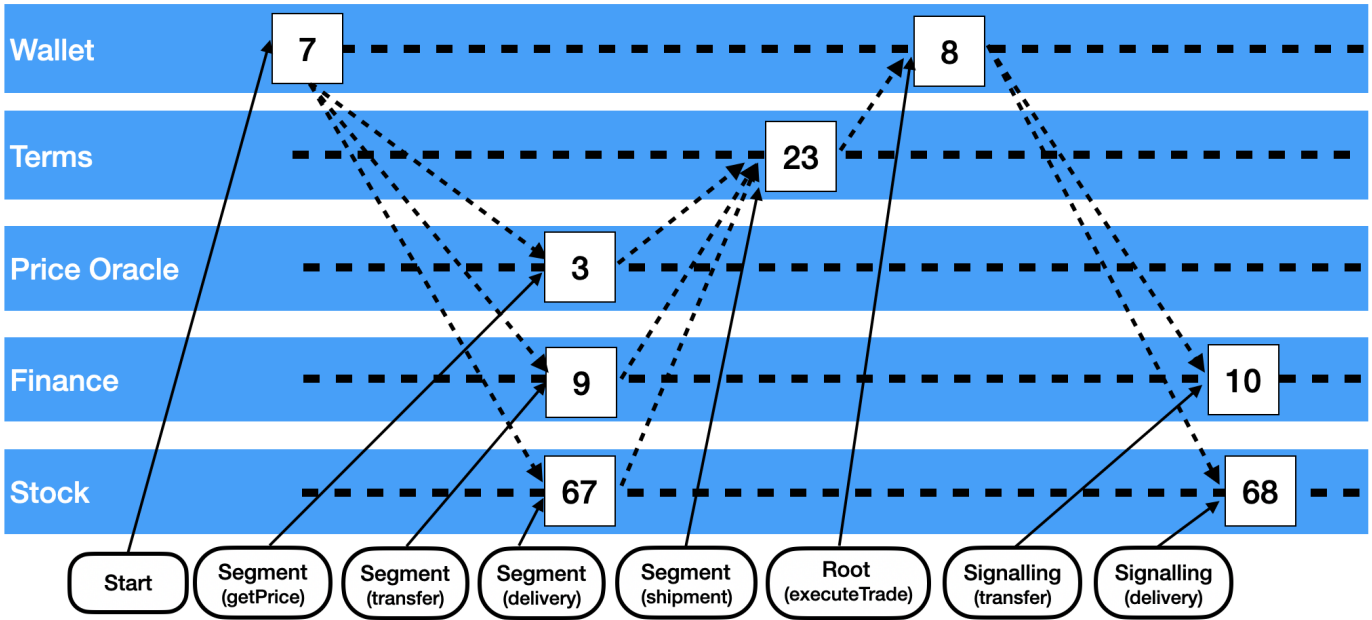 Wallet
7
8
Terms
23
Price Oracle
3
Finance
9
10
Stock
67
68
Start
Segment
(getPrice)
Segment
(transfer)
Segment
(delivery)
Segment
(shipment)
Root
(executeTrade)
Signalling
(transfer)
Signalling
(delivery)